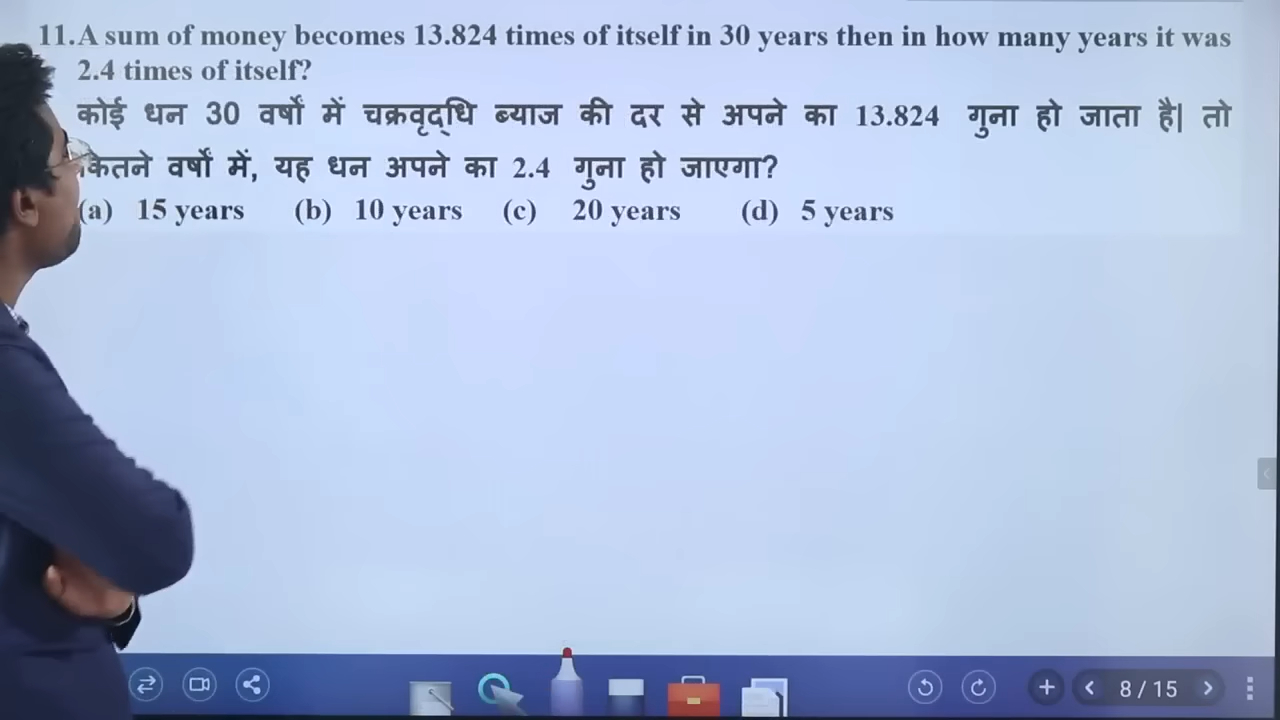 11.A sum of money becomes 13.824 times of itself in 30 years then in how many years it was
2.4 times of itself?
कोई धन 30 वर्षों में चक्रवृद्धि ब्याज की दर से अपने का 13.824 गुना हो जाता है| तो
वर्षों में, यह धन अपने का 2.4 गुना हो जाएगा?
(a) 15 years (b) 10 years (c) 20 years (d) 5 years
8 / 15